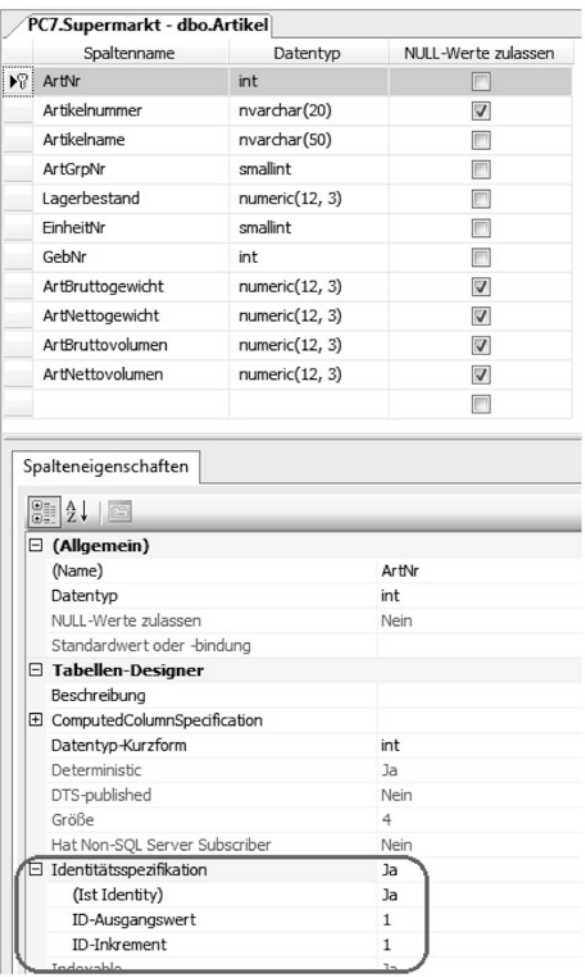 PC7.Supermarkt - dbo.Artikel
Spaltenname Datentyp NULL-Werte zulassen
ArtNr int
Artikelnummer nvarchar(20)
Artikelname nvarchar(50)
ArtGrpNr smallint
Lagerbestand numeric(12, 3)
EinheitNr smallint
GebNr int
ArtBruttogewicht numeric(12, 3)
ArtNettogewicht numeric(12, 3)
ArtBruttovolumen numeric(12, 3)
ArtNettovolumen numeric(12, 3)
Spalteneigenschaften
A
Z
(Allgemein)
(Name) ArtNr
Datentyp int
NULL-Werte zulassen Nein
Standardwert oder -bindung
Tabellen-Designer
Beschreibung
ComputedColumnSpecification
Datentyp-Kurzform int
Deterministic Ja
DTS-published Nein
Größe 4
Hat Non-SQL Server Subscriber Nein
Identitätsspezifikation Ja
(Ist Identity) Ja
ID-Ausgangswert 1
ID-Inkrement 1
Indexable Ja